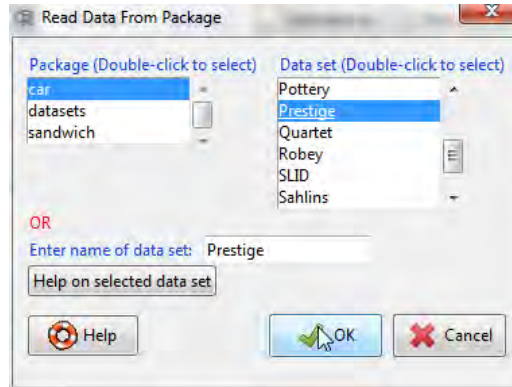 Read Data From Package
Package (Double-click to select)
car
datasets
sandwich
Data set (Double-click to select)
Pottery
Prestige
Quartet
Robey
SLID
Sahlins
OR
Enter name of data set: Prestige
Help on selected data set
Help
OK
Cancel